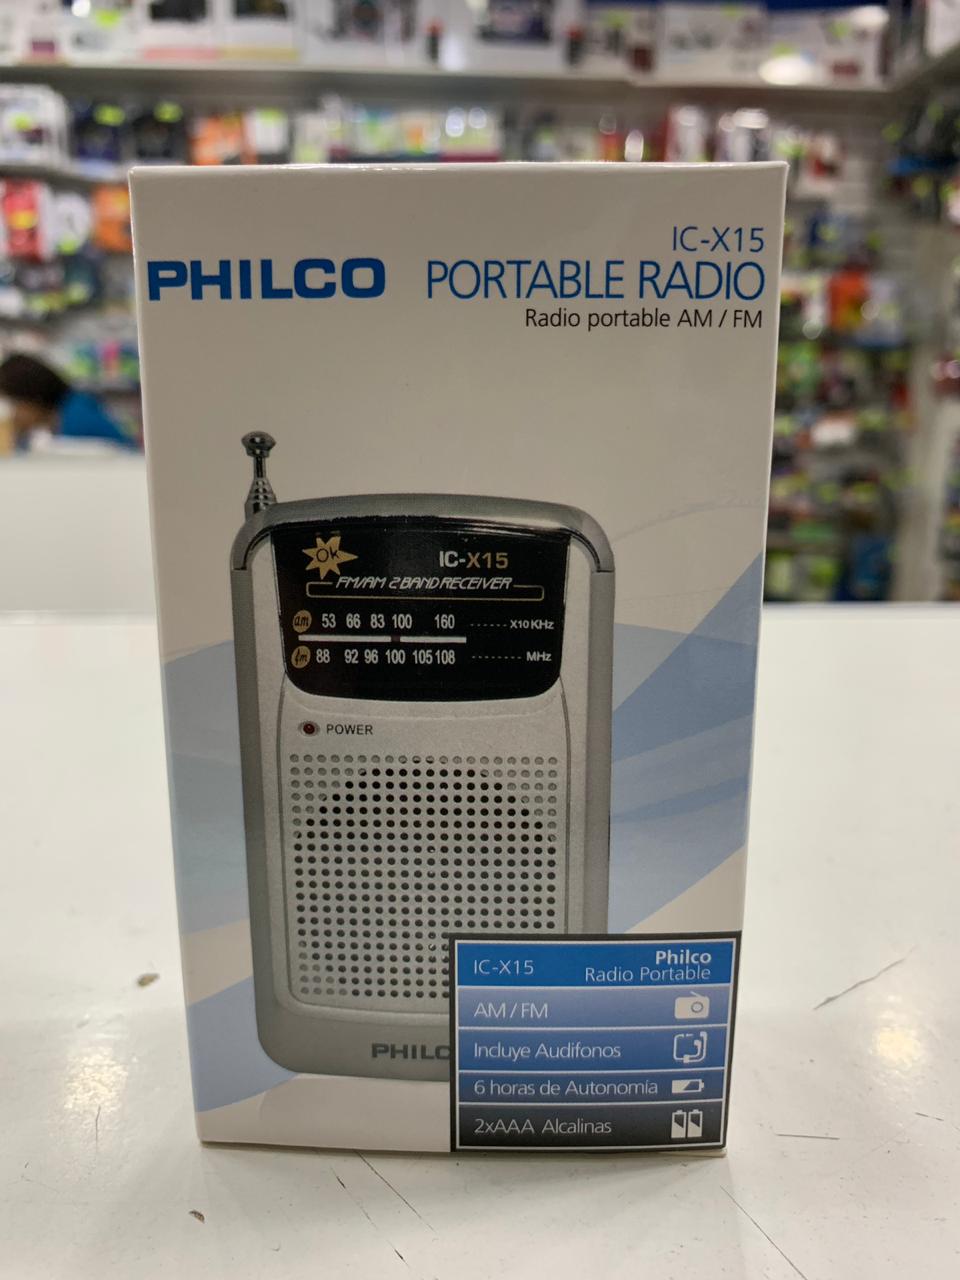 IC-X15
PHILCO PORTABLE RADIO
Radio portable AM / FM
Ok
IC-X15
FM/AM 2 BAND RECEIVER
am 53 66 83 100 160 ------ X10 KHz
fm 88 92 96 100 105 108 -------- MHz
POWER
PHILC
IC-X15 Philco
Radio Portable
AM / FM
Incluye Audifonos
6 horas de Autonomía
2xAAA Alcalinas